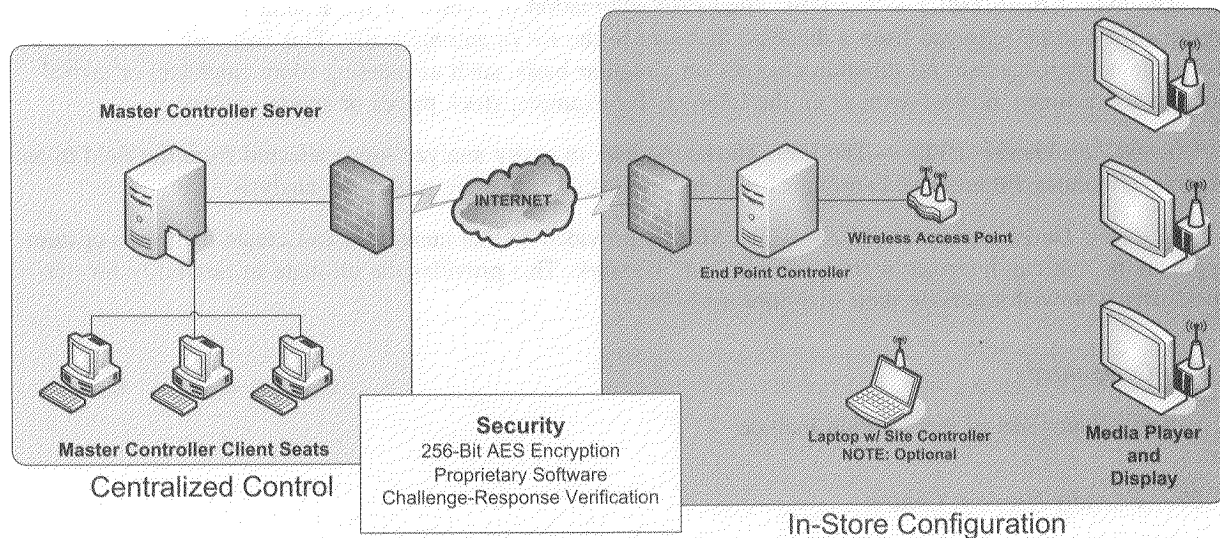 Master Controller Server
INTERNET
Wireless Access Point
End Point Controller
Master Controller Client Seats
Centralized Control
Security
256-Bit AES Encryption
Proprietary Software
Challenge-Response Verification
Laptop w/ Site Controller
NOTE: Optional
Media Player
and
Display
In-Store Configuration